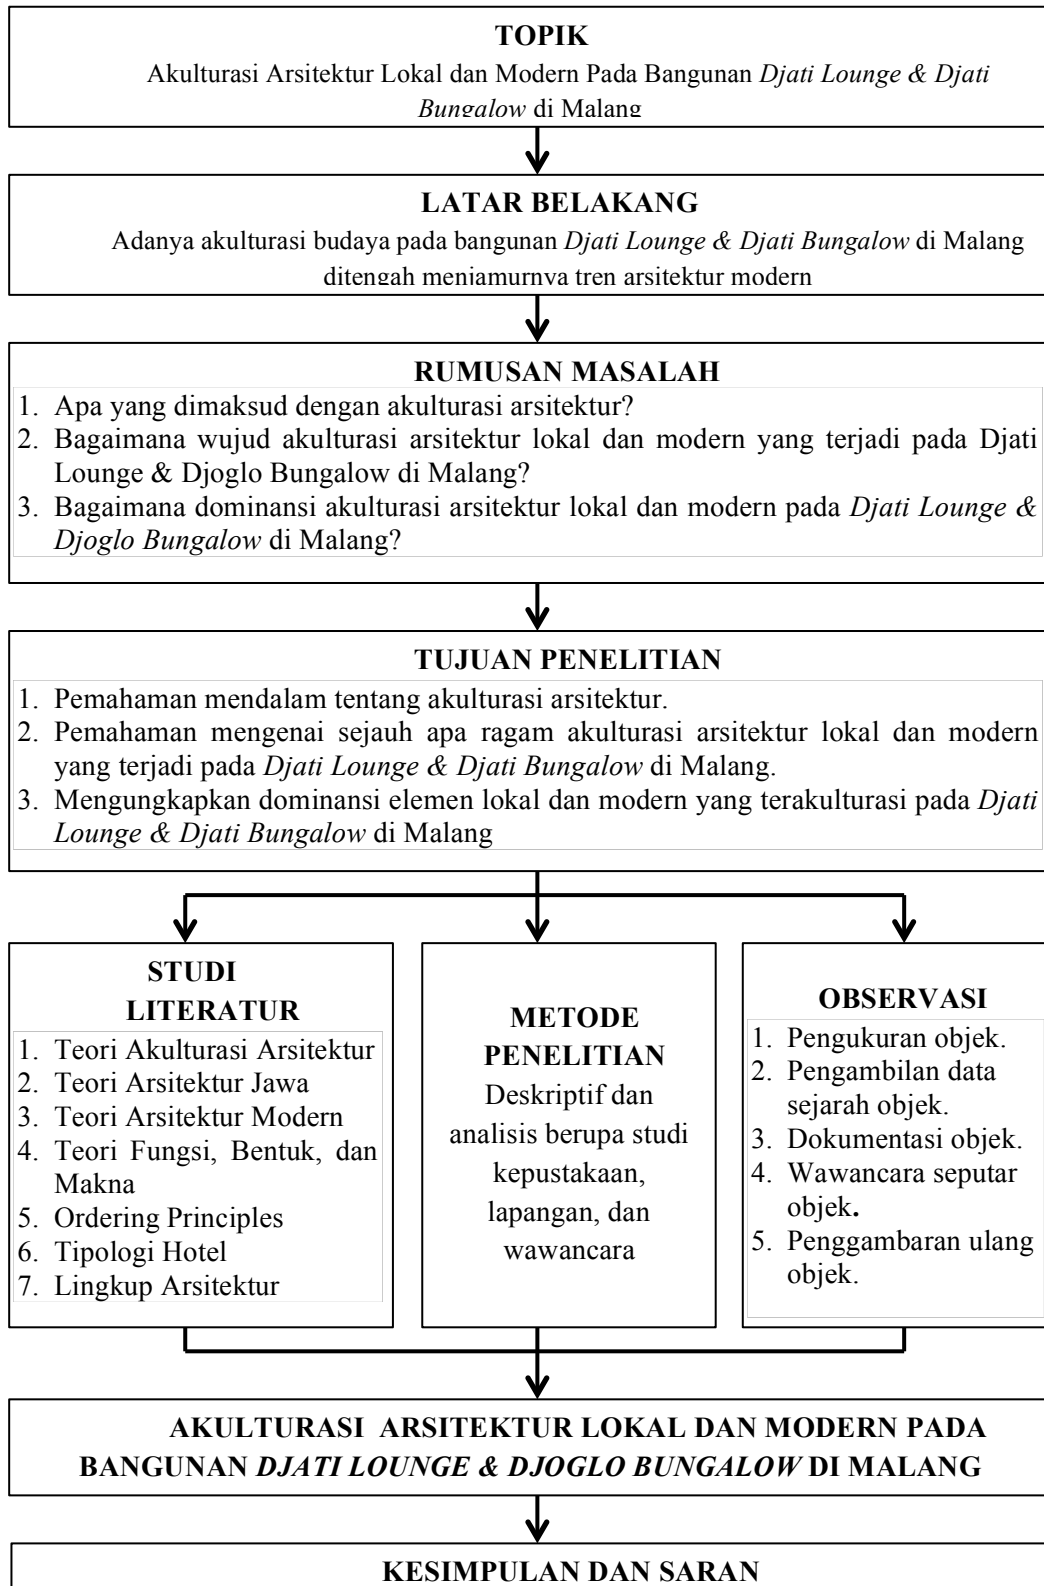 TOPIK
Akulturasi Arsitektur Lokal dan Modern Pada Bangunan Djati Lounge & Djati
Bungalow di Malang
LATAR BELAKANG
Adanya akulturasi budaya pada bangunan Djati Lounge & Djati Bungalow di Malang
ditengah menjamurnya tren arsitektur modern
RUMUSAN MASALAH
1. Apa yang dimaksud dengan akulturasi arsitektur?
2. Bagaimana wujud akulturasi arsitektur lokal dan modern yang terjadi pada Djati
Lounge & Djoglo Bungalow di Malang?
3. Bagaimana dominansi akulturasi arsitektur lokal dan modern pada Djati Lounge &
Djoglo Bungalow di Malang?
TUJUAN PENELITIAN
1. Pemahaman mendalam tentang akulturasi arsitektur.
2. Pemahaman mengenai sejauh apa ragam akulturasi arsitektur lokal dan modern
yang terjadi pada Djati Lounge & Djati Bungalow di Malang.
3. Mengungkapkan dominansi elemen lokal dan modern yang terakulturasi pada Djati
Lounge & Djati Bungalow di Malang
STUDI
LITERATUR
1. Teori Akulturasi Arsitektur
2. Teori Arsitektur Jawa
3. Teori Arsitektur Modern
4. Teori Fungsi, Bentuk, dan
Makna
5. Ordering Principles
6. Tipologi Hotel
7. Lingkup Arsitektur
METODE
PENELITIAN
Deskriptif dan
analisis berupa studi
kepustakaan,
lapangan, dan
wawancara
OBSERVASI
1. Pengukuran objek.
2. Pengambilan data
sejarah objek.
3. Dokumentasi objek.
4. Wawancara seputar
objek.
5. Penggambaran ulang
objek.
AKULTURASI ARSITEKTUR LOKAL DAN MODERN PADA
BANGUNAN DJATI LOUNGE & DJOGLO BUNGALOW DI MALANG
KESIMPULAN DAN SARAN